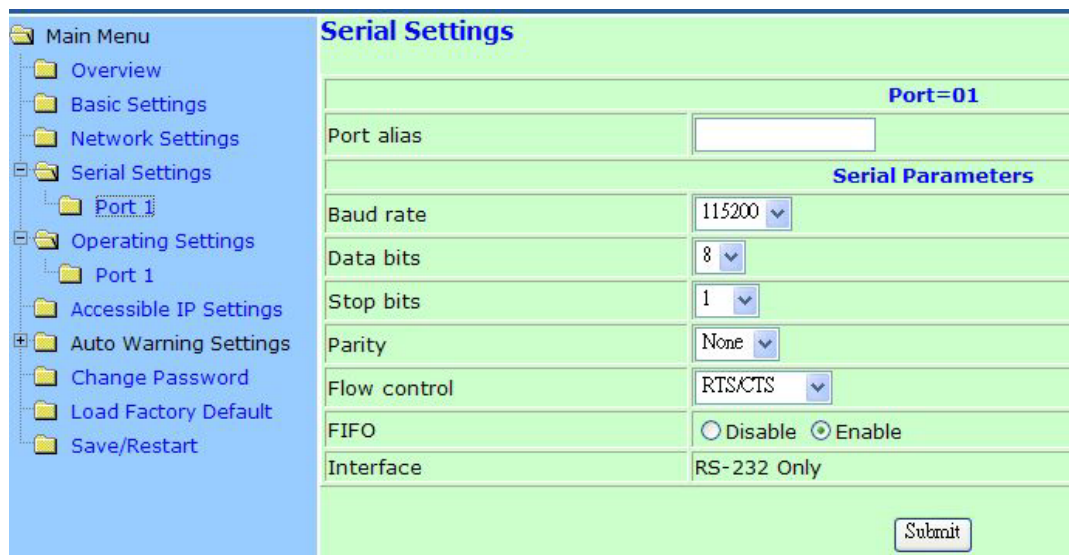 Main Menu
Overview
Basic Settings
Network Settings
Serial Settings
Port 1
Operating Settings
Port 1
Accessible IP Settings
Auto Warning Settings
Change Password
Load Factory Default
Save/Restart
Serial Settings
Port=01
Port alias
Serial Parameters
Baud rate 115200
Data bits 8
Stop bits 1
Parity None
Flow control RTS/CTS
FIFO Disable Enable
Interface RS-232 Only
Submit